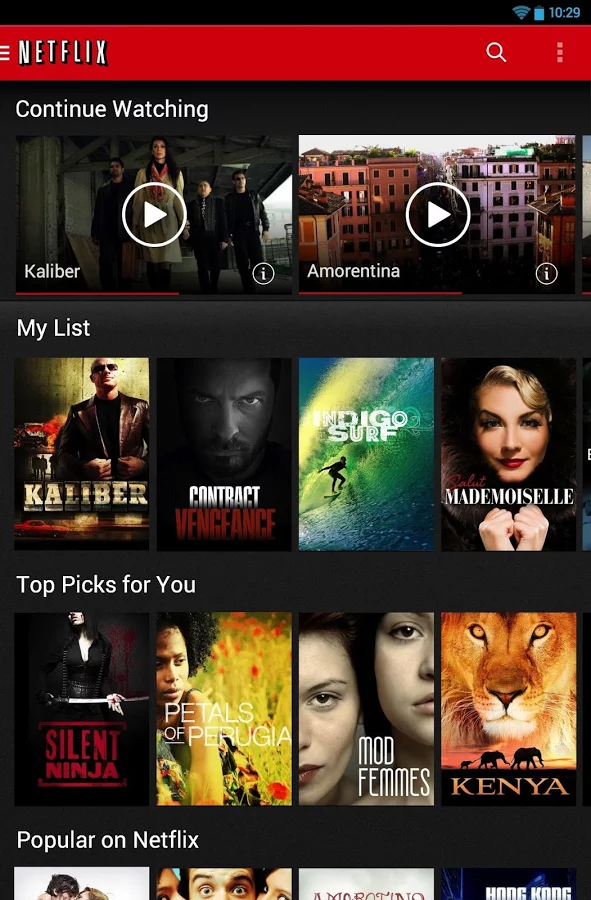 10:29
NETFLIX
Continue Watching
Kaliber
Amorentina
My List
KALIBER
CONTRACT
VENGEANCE
INDIGO
SURF
Salut
MADEMOISELLE
Top Picks for You
SILENT
NINJA
PETALS
OF PERUGIA
MOD
FEMMES
KENYA
Popular on Netflix
HONG KONG